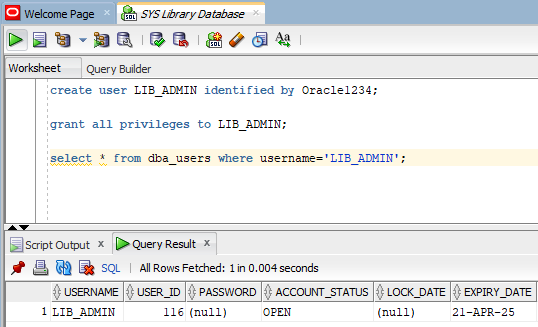 Welcome Page SYS Library Database
SQL
Worksheet Query Builder
create user LIB_ADMIN identified by Oracle1234;
grant all privileges to LIB_ADMIN;
select * from dba_users where username='LIB_ADMIN';
Script Output x Query Result x
SQL All Rows Fetched: 1 in 0.004 seconds
USERNAME USER_ID PASSWORD ACCOUNT_STATUS LOCK_DATE EXPIRY_DATE
1 LIB_ADMIN 116 (null) OPEN (null) 21-APR-25